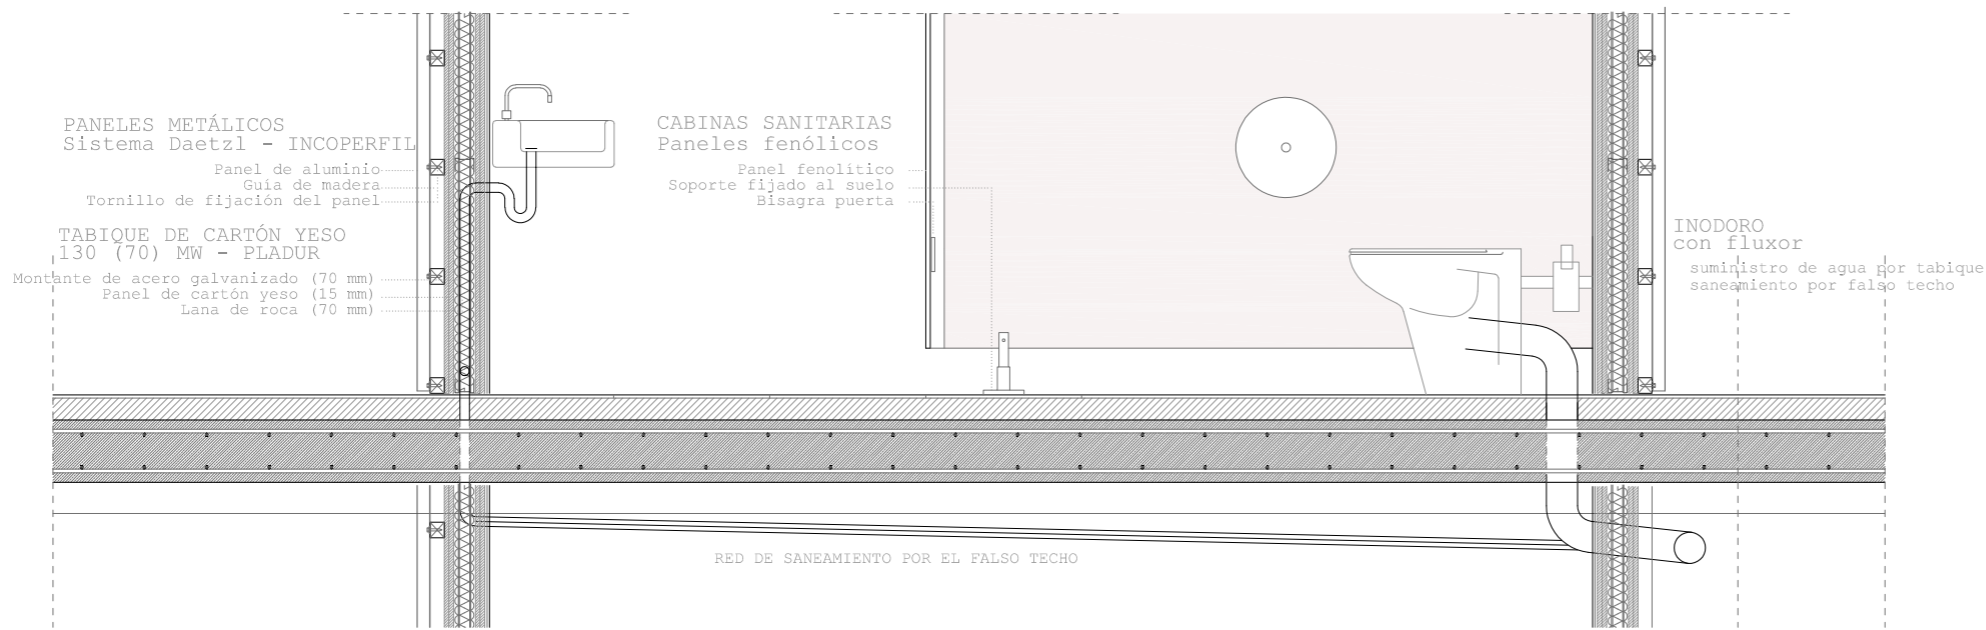 PANELES METÁLICOS
Sistema Daetzl - INCOPERFIL
Panel de aluminio
Guía de madera
Tornillo de fijación del panel
TABIQUE DE CARTÓN YESO
130 (70) MW - PLADUR
Montante de acero galvanizado (70 mm)
Panel de cartón yeso (15 mm)
Lana de roca (70 mm)
CABINAS SANITARIAS
Paneles fenólicos
Panel fenolítico
Soporte fijado al suelo
Bisagra puerta
INODORO
con fluxor
suministro de agua por tabique
saneamiento por falso techo
RED DE SANEAMIENTO POR EL FALSO TECHO